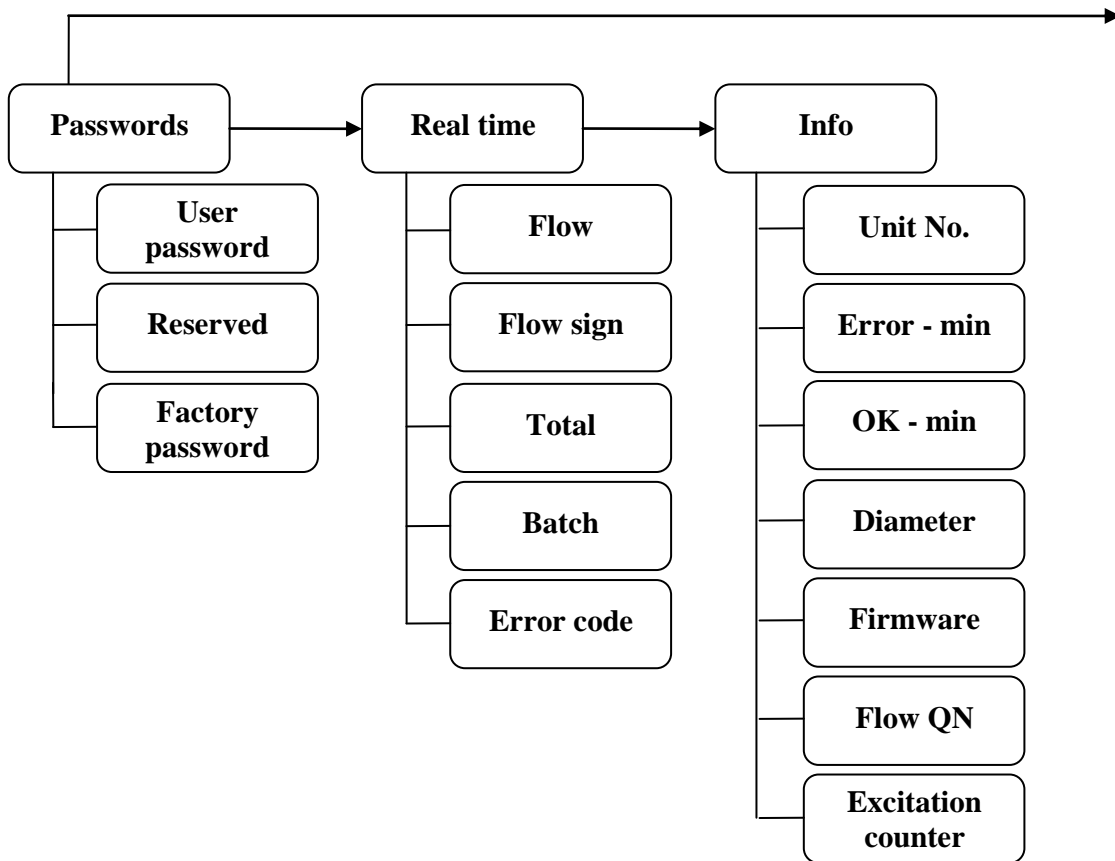 Passwords
Real time
Info
User
password
Reserved
Factory
password
Flow
Flow sign
Total
Batch
Error code
Unit No.
Error - min
OK - min
Diameter
Firmware
Flow QN
Excitation
counter